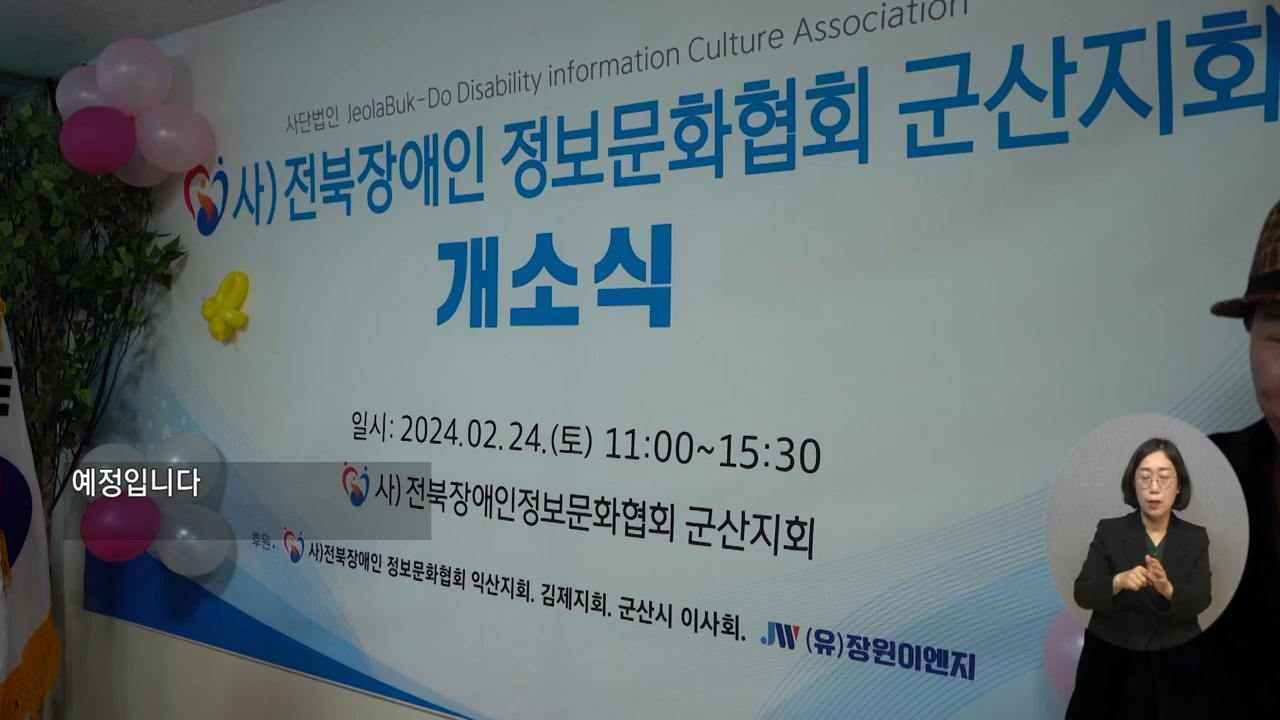 사단법인 JeolaBuk-Do Disability information Culture Association
사)전북장애인 정보문화협회 군산지회
개소식
일시: 2024.02.24.(토) 11:00~15:30
예정입니다
사)전북장애인정보문화협회 군산지회
후원. 사)전북장애인 정보문화협회 익산지회. 김제지회. 군산시 이사회. JW (유)장원이엔지